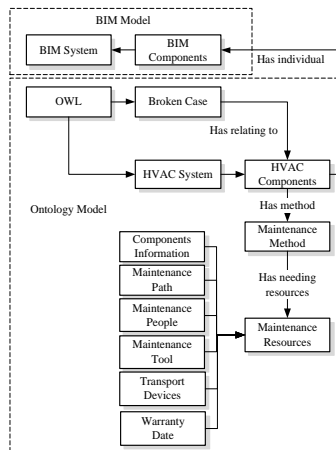 BIM Model
BIM System
BIM
Components
Has individual
OWL
Broken Case
Has relating to
HVAC System
HVAC
Components
Has method
Ontology Model
Maintenance
Method
Has needing
resources
Components
Information
Maintenance
Path
Maintenance
People
Maintenance
Tool
Transport
Devices
Warranty
Date
Maintenance
Resources